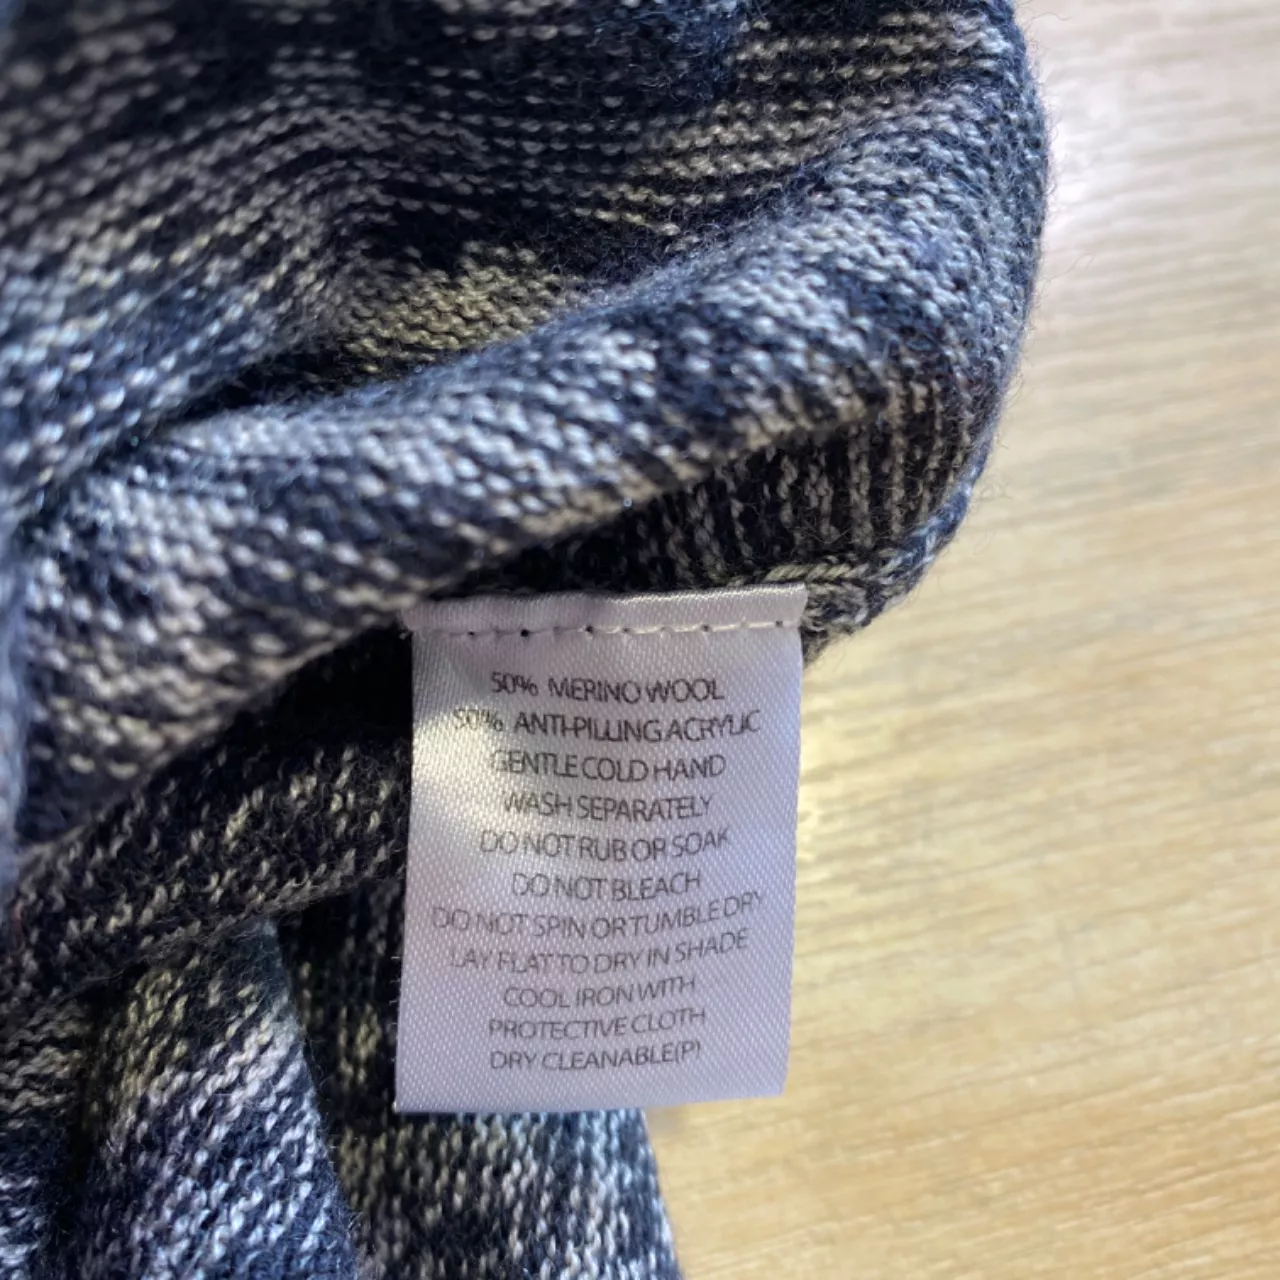 50% MERINO WOOL
50% ANTI-PILLING ACRYLIC
GENTLE COLD HAND
WASH SEPARATELY
DO NOT RUB OR SOAK
DO NOT BLEACH
DO NOT SPIN OR TUMBLE DRY
LAY FLAT TO DRY IN SHADE
COOL IRON WITH
PROTECTIVE CLOTH
DRY CLEANABLE(P)